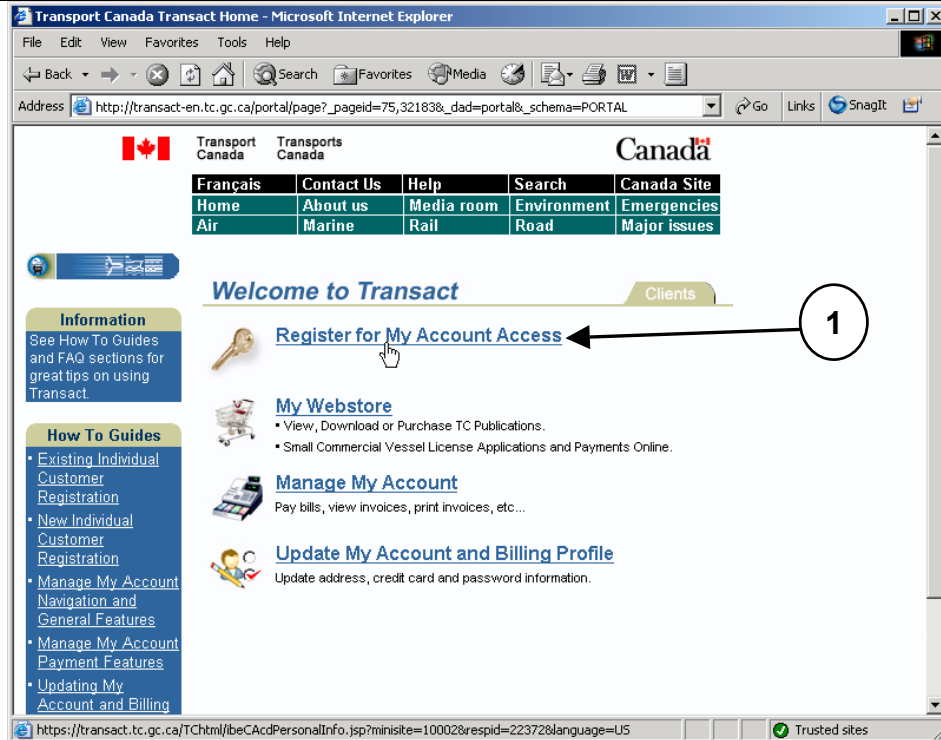 Transport Canada Transact Home - Microsoft Internet Explorer
File Edit View Favorites Tools Help
Back Search Favorites Media
Address http://transact-en.tc.gc.ca/portal/page?_pageid=75,32183&_dad=portal&_schema=PORTAL Go Links SnagIt
Transport Canada
Transports Canada
Canada
Français Contact Us Help Search Canada Site
Home About us Media room Environment Emergencies
Air Marine Rail Road Major issues
Welcome to Transact
Clients
Information
See How To Guides
and FAQ sections for
great tips on using
Transact.
How To Guides
• Existing Individual
Customer
Registration
• New Individual
Customer
Registration
• Manage My Account
Navigation and
General Features
• Manage My Account
Payment Features
• Updating My
Account and Billing
Register for My Account Access
1
My Webstore
• View, Download or Purchase TC Publications.
• Small Commercial Vessel License Applications and Payments Online.
Manage My Account
Pay bills, view invoices, print invoices, etc...
Update My Account and Billing Profile
Update address, credit card and password information.
https://transact.tc.gc.ca/TChtml/ibeCAcdPersonalInfo.jsp?minisite=10002&respid=22372&language=US
Trusted sites